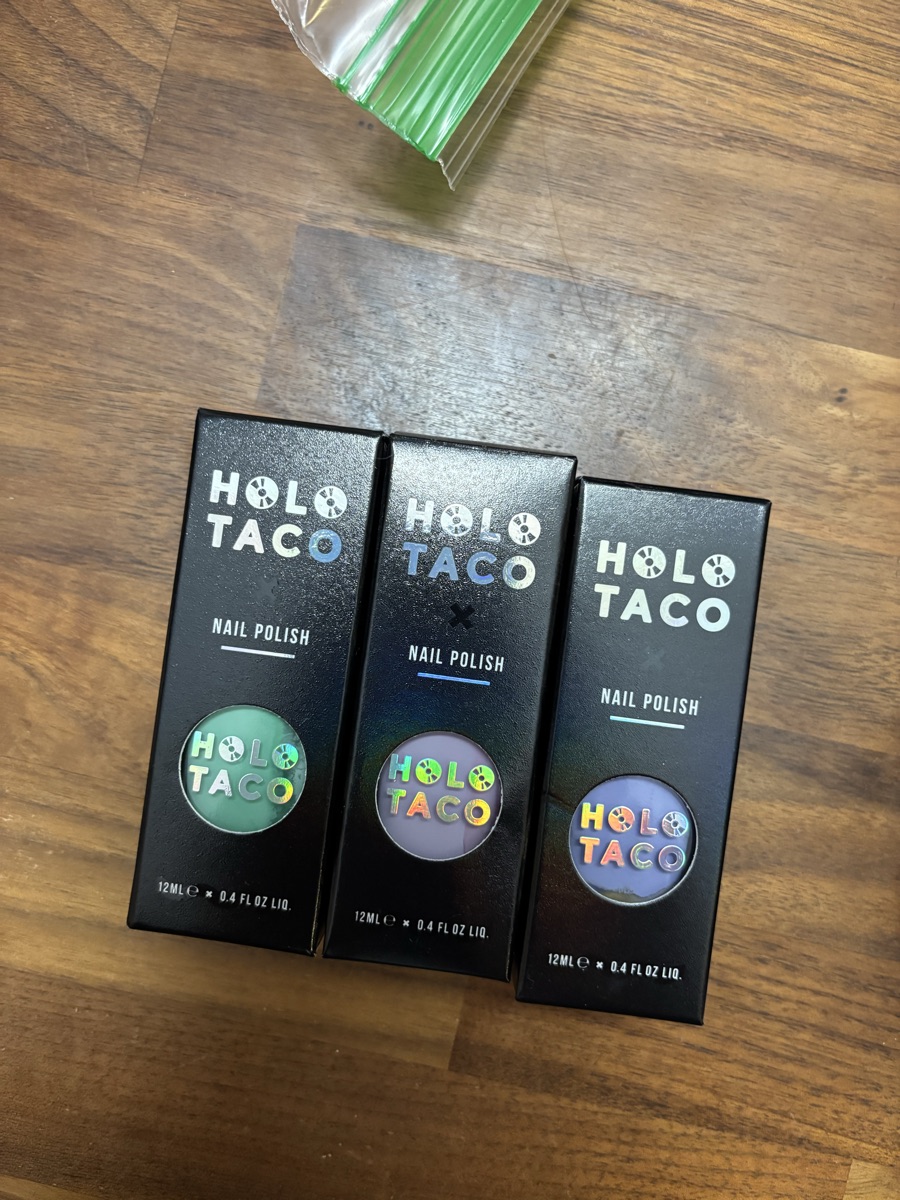 HOLO
TACO
NAIL POLISH
HOLO
TACO
12ML ℮ × 0.4 FL OZ LIQ.
HOLO
TACO
NAIL POLISH
HOLO
TACO
12ML ℮ × 0.4 FL OZ LIQ.
HOLO
TACO
NAIL POLISH
HOLO
TACO
12ML ℮ × 0.4 FL OZ LIQ.